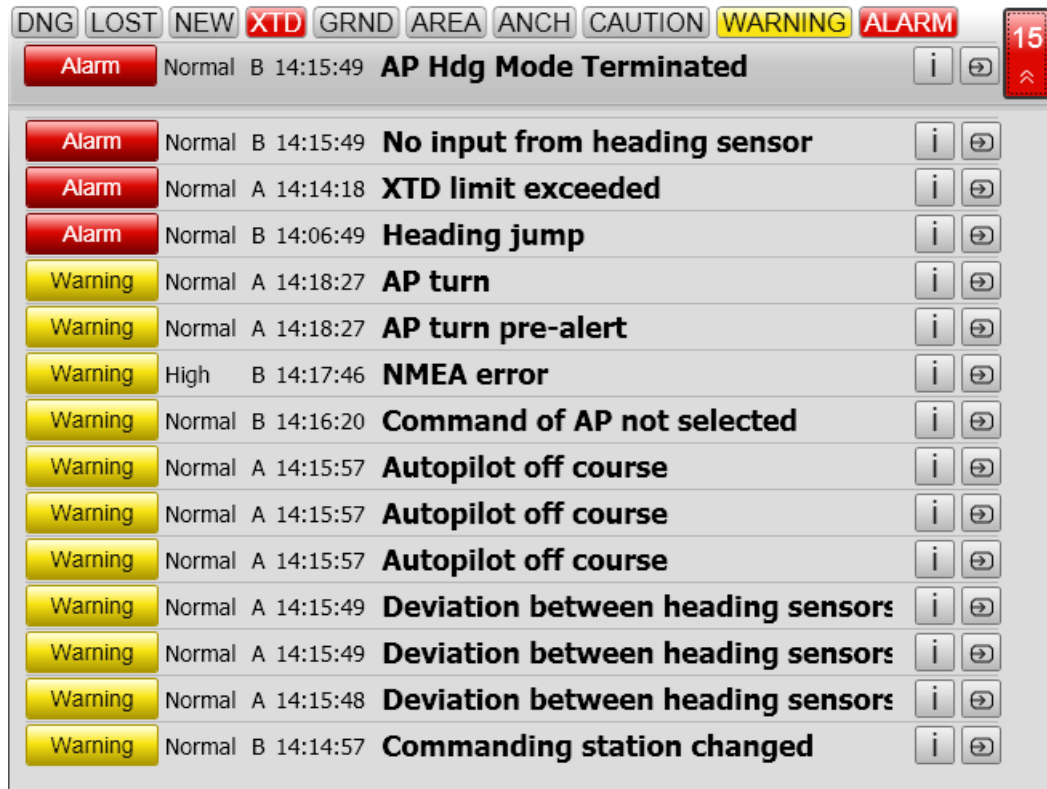 DNG LOST NEW XTD GRND AREA ANCH CAUTION WARNING ALARM 15
Alarm Normal B 14:15:49 AP Hdg Mode Terminated i
Alarm Normal B 14:15:49 No input from heading sensor i
Alarm Normal A 14:14:18 XTD limit exceeded i
Alarm Normal B 14:06:49 Heading jump i
Warning Normal A 14:18:27 AP turn i
Warning Normal A 14:18:27 AP turn pre-alert i
Warning High B 14:17:46 NMEA error i
Warning Normal B 14:16:20 Command of AP not selected i
Warning Normal A 14:15:57 Autopilot off course i
Warning Normal A 14:15:57 Autopilot off course i
Warning Normal A 14:15:57 Autopilot off course i
Warning Normal A 14:15:49 Deviation between heading sensors i
Warning Normal A 14:15:49 Deviation between heading sensors i
Warning Normal A 14:15:48 Deviation between heading sensors i
Warning Normal B 14:14:57 Commanding station changed i